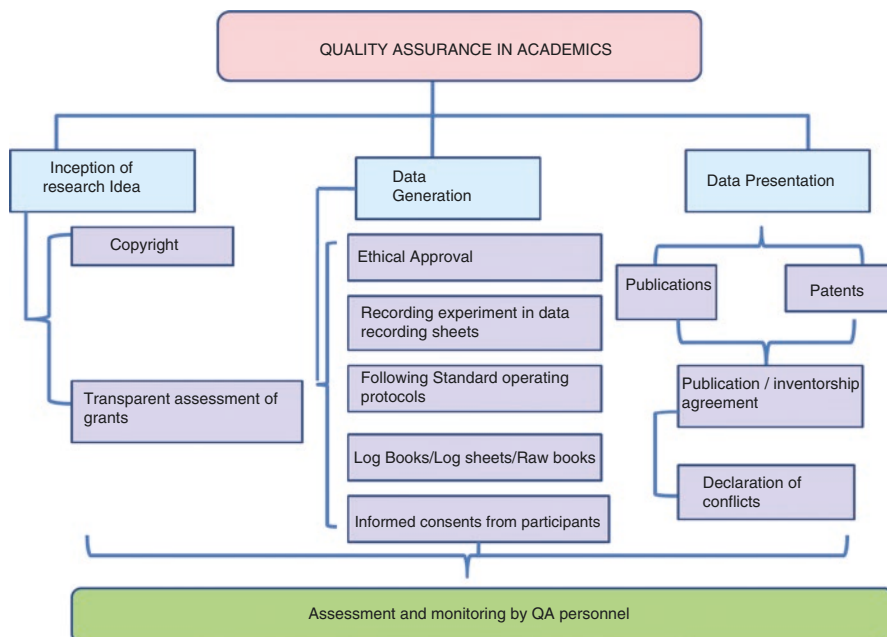 QUALITY ASSURANCE IN ACADEMICS
Inception of
research Idea
Copyright
Transparent assessment of
grants
Data
Generation
Ethical Approval
Recording experiment in data
recording sheets
Following Standard operating
protocols
Log Books/Log sheets/Raw books
Informed consents from participants
Data Presentation
Publications
Patents
Publication / inventorship
agreement
Declaration of
conflicts
Assessment and monitoring by QA personnel